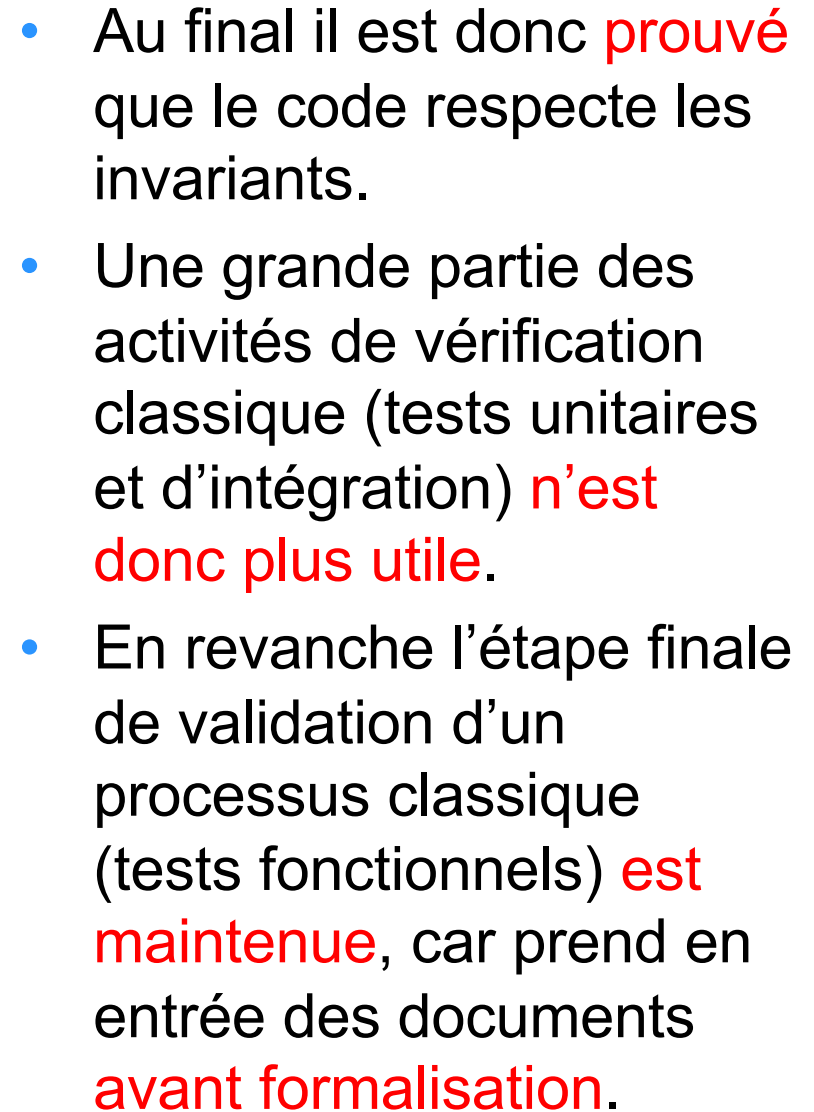 • Au final il est donc prouvé
que le code respecte les
invariants.
• Une grande partie des
activités de vérification
classique (tests unitaires
et d’intégration) n’est
donc plus utile.
• En revanche l’étape finale
de validation d’un
processus classique
(tests fonctionnels) est
maintenue, car prend en
entrée des documents
avant formalisation.